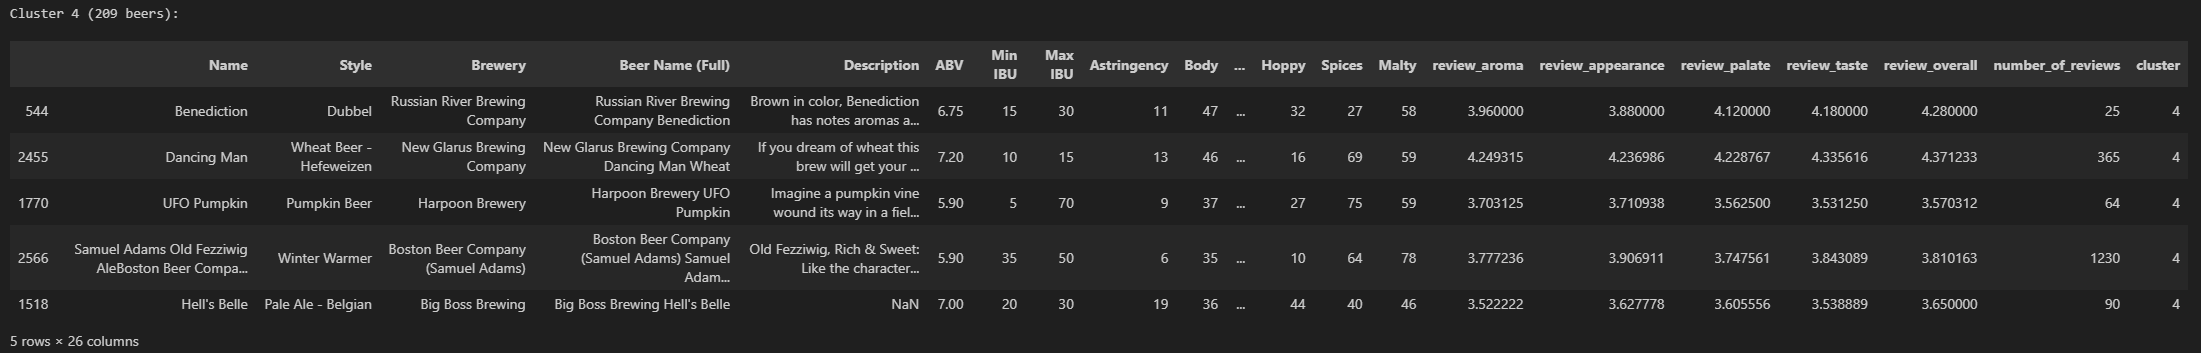 Cluster 4 (209 beers):
Name Style Brewery Beer Name (Full) Description ABV Min IBU Max IBU Astringency Body ... Hoppy Spices Malty review_aroma review_appearance review_palate review_taste review_overall number_of_reviews cluster
544 Benediction Dubbel Russian River Brewing Company Russian River Brewing Company Benediction Brown in color, Benediction has notes aromas a... 6.75 15 30 11 47 ... 32 27 58 3.960000 3.880000 4.120000 4.180000 4.280000 25 4
2455 Dancing Man Wheat Beer - Hefeweizen New Glarus Brewing Company New Glarus Brewing Company Dancing Man Wheat If you dream of wheat this brew will get your ... 7.20 10 15 13 46 ... 16 69 59 4.249315 4.236986 4.228767 4.335616 4.371233 365 4
1770 UFO Pumpkin Pumpkin Beer Harpoon Brewery Harpoon Brewery UFO Pumpkin Imagine a pumpkin vine wound its way in a fiel... 5.90 5 70 9 37 ... 27 75 59 3.703125 3.710938 3.562500 3.531250 3.570312 64 4
2566 Samuel Adams Old Fezziwig AleBoston Beer Compa... Winter Warmer Boston Beer Company (Samuel Adams) Boston Beer Company (Samuel Adams) Samuel Adam... Old Fezziwig, Rich & Sweet: Like the character... 5.90 35 50 6 35 ... 10 64 78 3.777236 3.906911 3.747561 3.843089 3.810163 1230 4
1518 Hell's Belle Pale Ale - Belgian Big Boss Brewing Big Boss Brewing Hell's Belle NaN 7.00 20 30 19 36 ... 44 40 46 3.522222 3.627778 3.605556 3.538889 3.650000 90 4
5 rows × 26 columns